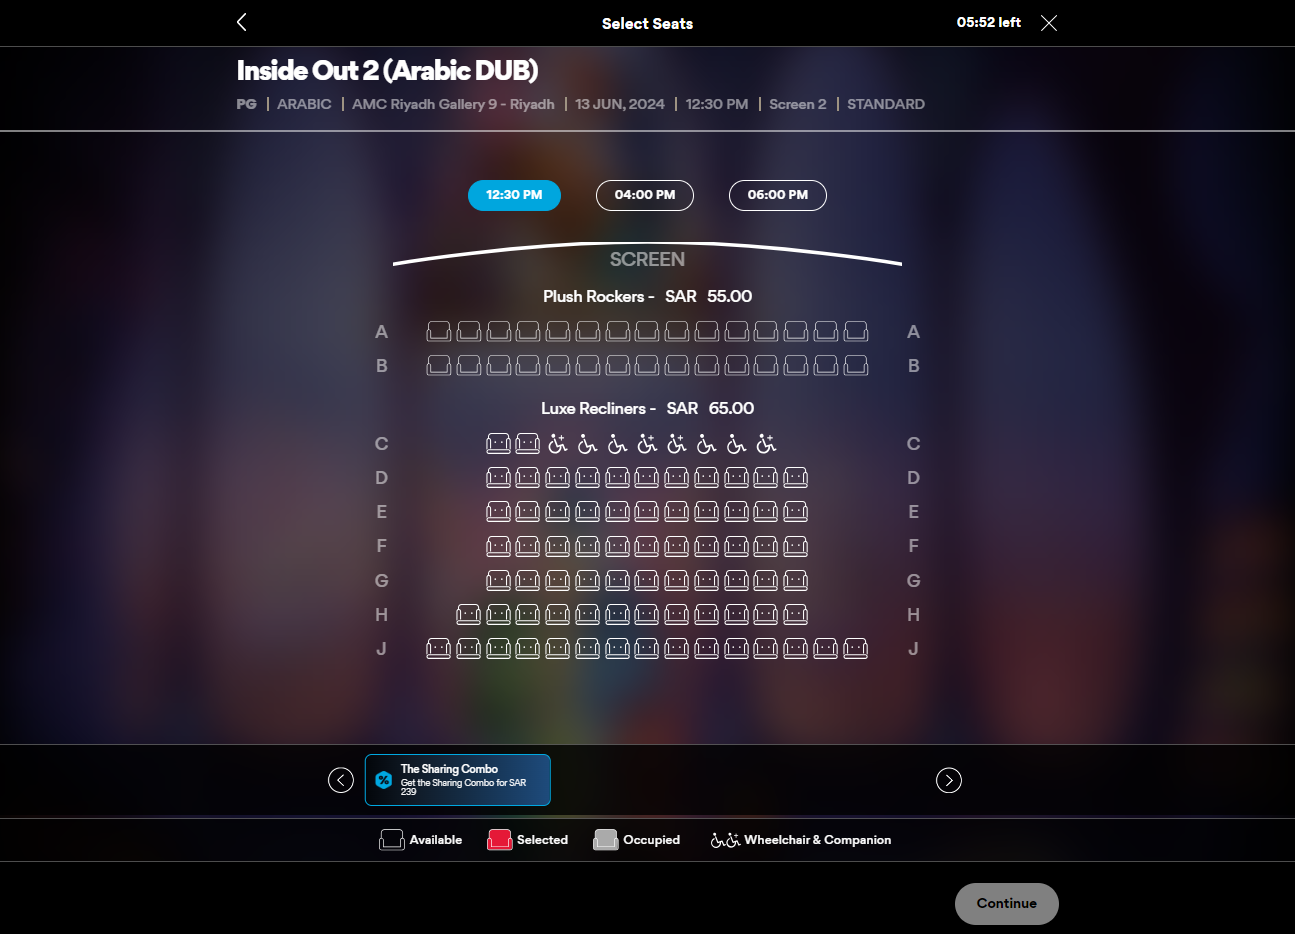 Select Seats
05:52 left
Inside Out 2 (Arabic DUB)
PG | ARABIC | AMC Riyadh Gallery 9 - Riyadh | 13 JUN, 2024 | 12:30 PM | Screen 2 | STANDARD
12:30 PM
04:00 PM
06:00 PM
SCREEN
Plush Rockers - SAR 55.00
A A
B B
Luxe Recliners - SAR 65.00
C C
D D
E E
F F
G G
H H
J J
%
The Sharing Combo
Get the Sharing Combo for SAR
239
Available
Selected
Occupied
Wheelchair & Companion
Continue